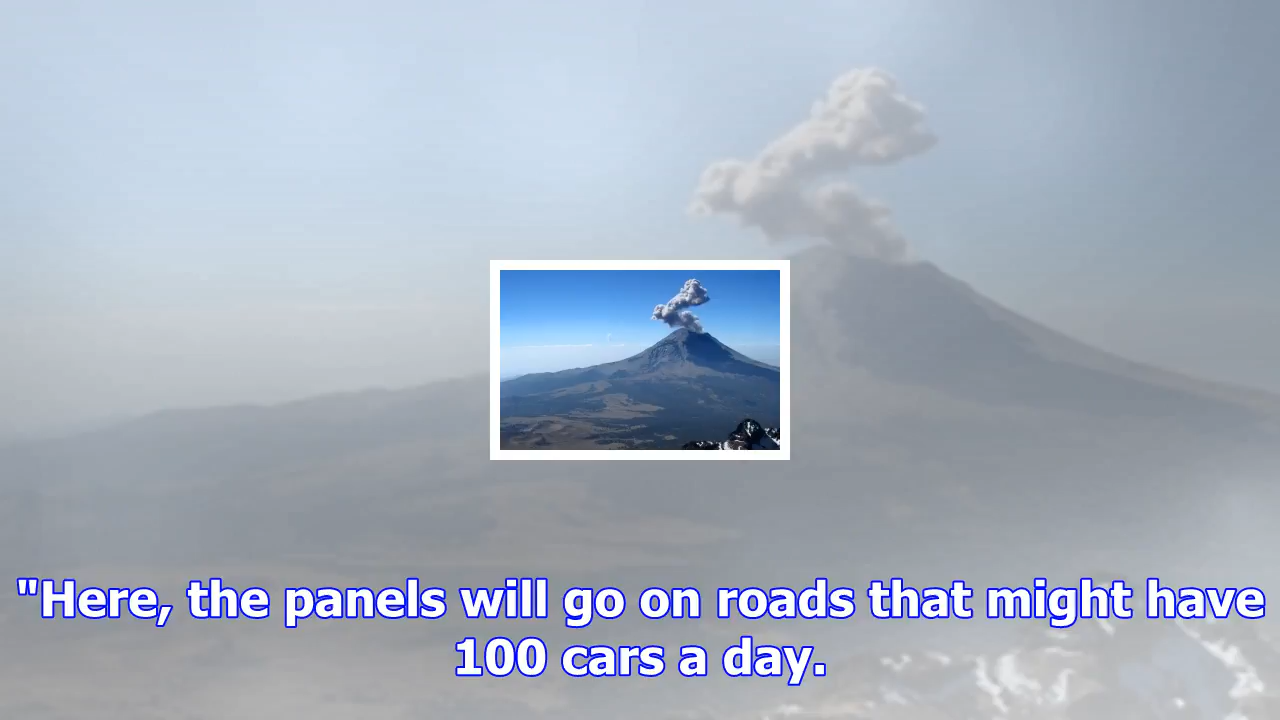 "Here, the panels will go on roads that might have
100 cars a day.